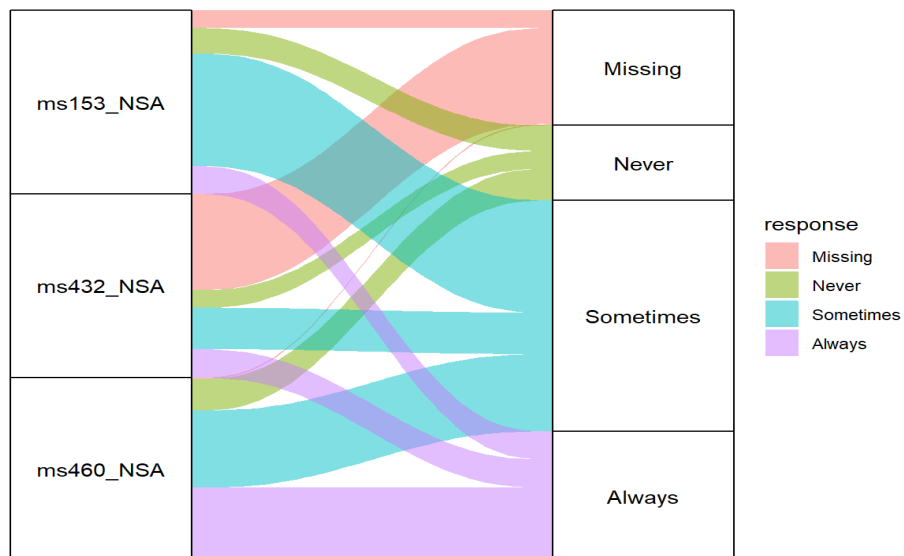 ms153_NSA
ms432_NSA
ms460_NSA
Missing
Never
Sometimes
Always
response
Missing
Never
Sometimes
Always